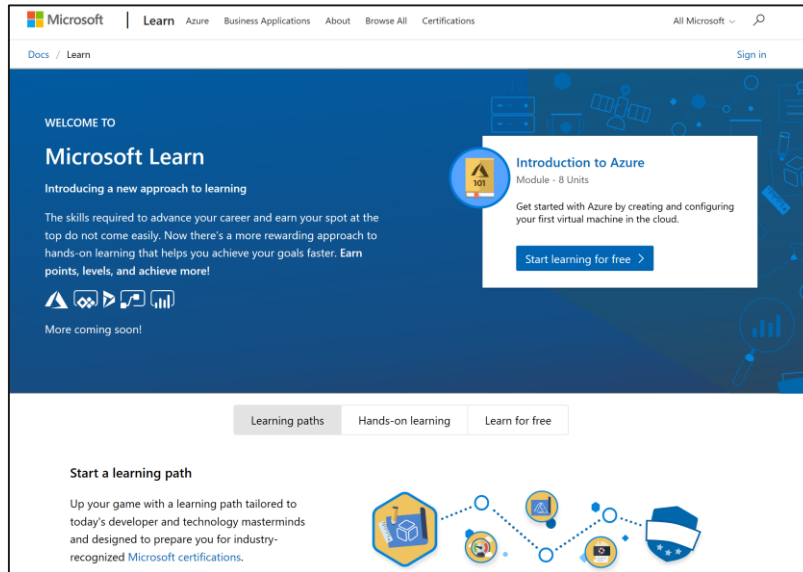 Microsoft | Learn Azure Business Applications About Browse All Certifications All Microsoft
Docs / Learn Sign in
WELCOME TO
Microsoft Learn
Introducing a new approach to learning
The skills required to advance your career and earn your spot at the
top do not come easily. Now there's a more rewarding approach to
hands-on learning that helps you achieve your goals faster. Earn
points, levels, and achieve more!
More coming soon!
101
Introduction to Azure
Module - 8 Units
Get started with Azure by creating and configuring
your first virtual machine in the cloud.
Start learning for free
Learning paths Hands-on learning Learn for free
Start a learning path
Up your game with a learning path tailored to
today's developer and technology masterminds
and designed to prepare you for industry-
recognized Microsoft certifications.